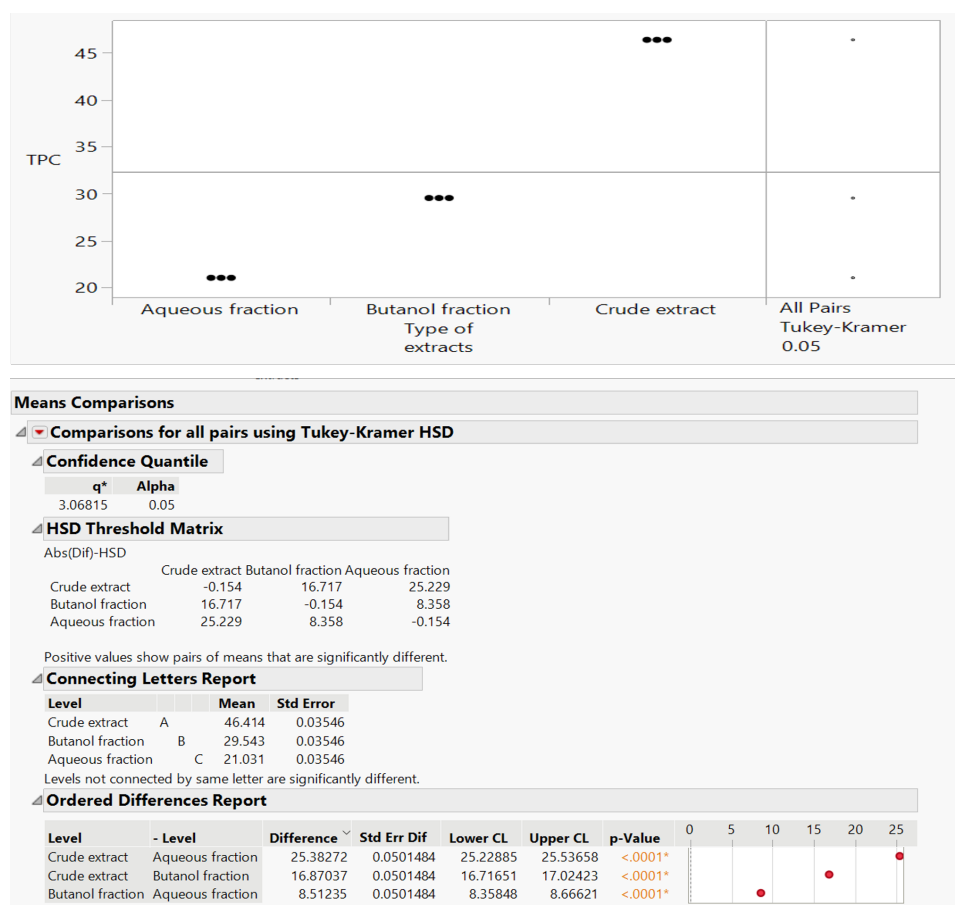 45
40
35
TPC
30
25
20
Aqueous fraction Butanol fraction Crude extract All Pairs
Type of Tukey-Kramer
extracts 0.05
Means Comparisons
Comparisons for all pairs using Tukey-Kramer HSD
Confidence Quantile
q* Alpha
3.06815 0.05
HSD Threshold Matrix
Abs(Dif)-HSD
Crude extract Butanol fraction Aqueous fraction
Crude extract -0.154 16.717 25.229
Butanol fraction 16.717 -0.154 8.358
Aqueous fraction 25.229 8.358 -0.154
Positive values show pairs of means that are significantly different.
Connecting Letters Report
Level Mean Std Error
Crude extract A 46.414 0.03546
Butanol fraction B 29.543 0.03546
Aqueous fraction C 21.031 0.03546
Levels not connected by same letter are significantly different.
Ordered Differences Report
Level - Level Difference Std Err Dif Lower CL Upper CL p-Value 0 5 10 15 20 25
Crude extract Aqueous fraction 25.38272 0.0501484 25.22885 25.53658 <.0001*
Crude extract Butanol fraction 16.87037 0.0501484 16.71651 17.02423 <.0001*
Butanol fraction Aqueous fraction 8.51235 0.0501484 8.35848 8.66621 <.0001*